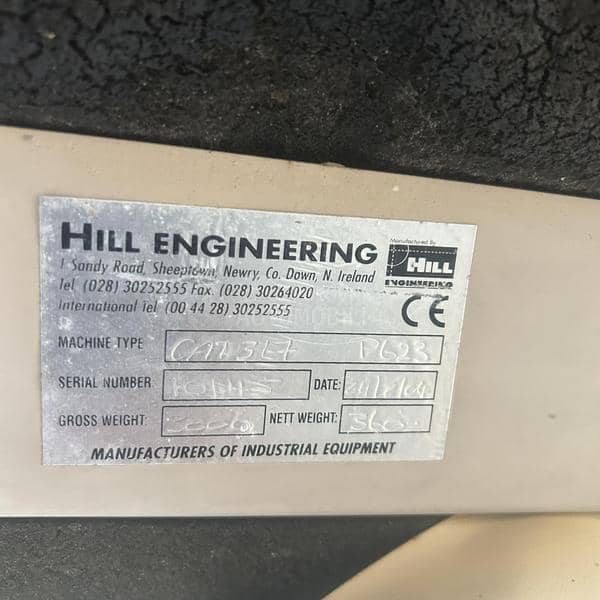 HILL ENGINEERING
Manufactured By
HILL
ENGINEERING
1 Sandy Road, Sheeptown, Newry, Co. Down, N. Ireland
Tel (028) 30252555 Fax. (028) 30264020
International Tel (00 44 28) 30252555
CE
MACHINE TYPE P623
SERIAL NUMBER DATE:
GROSS WEIGHT: NETT WEIGHT:
MANUFACTURERS OF INDUSTRIAL EQUIPMENT